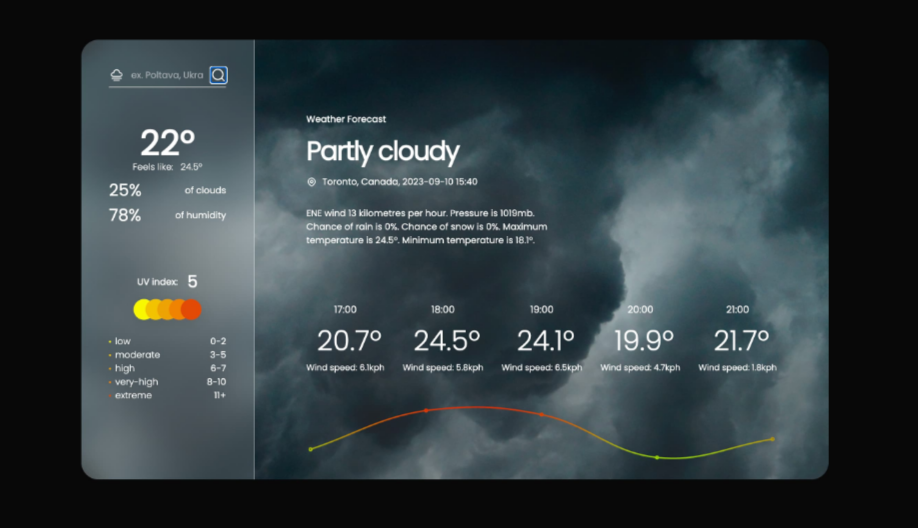 ex. Poltava, Ukra
22°
Feels like: 24.5°
25% of clouds
78% of humidity
UV index: 5
low 0-2
moderate 3-5
high 6-7
very-high 8-10
extreme 11+
Weather Forecast
Partly cloudy
Toronto, Canada, 2023-09-10 15:40
ENE wind 13 kilometres per hour. Pressure is 1019mb.
Chance of rain is 0%. Chance of snow is 0%. Maximum
temperature is 24.5°. Minimum temperature is 18.1°.
17:00 18:00 19:00 20:00 21:00
20.7° 24.5° 24.1° 19.9° 21.7°
Wind speed: 6.1kph Wind speed: 5.8kph Wind speed: 6.5kph Wind speed: 4.7kph Wind speed: 1.8kph